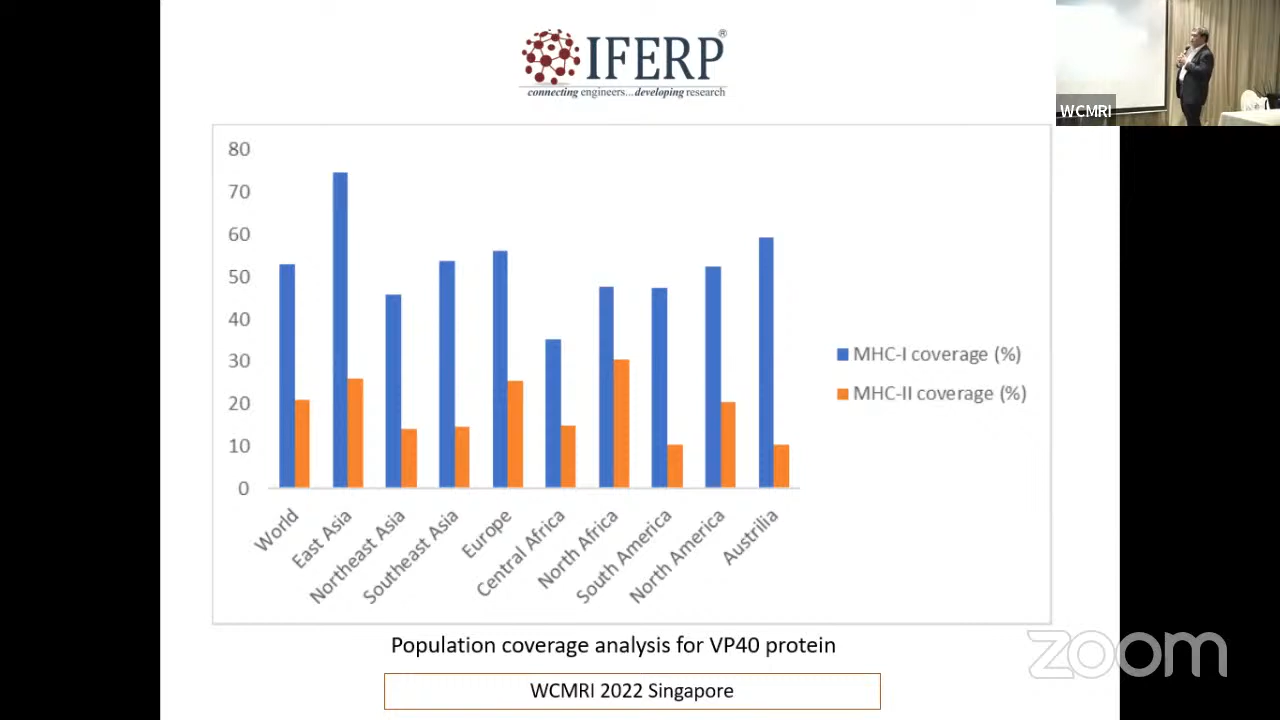 IFERP®
connecting engineers...developing research
WCMRI
80
70
60
50
40
30
20
10
0
World
East Asia
Northeast Asia
Southeast Asia
Europe
Central Africa
North Africa
South America
North America
Austrilia
MHC-I coverage (%)
MHC-II coverage (%)
Population coverage analysis for VP40 protein
WCMRI 2022 Singapore
zoom